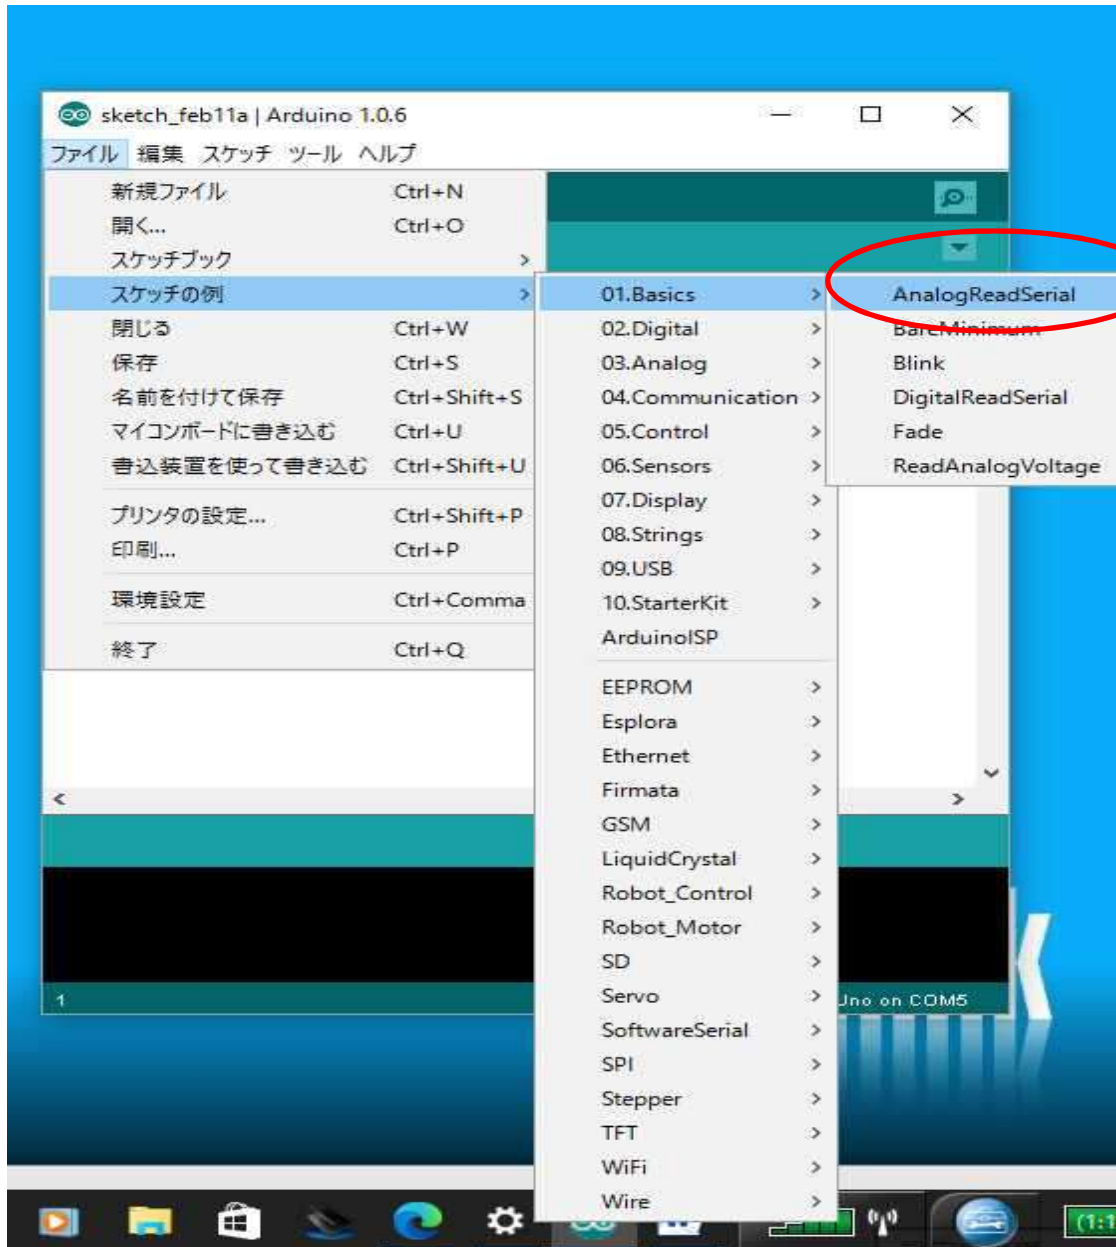 sketch_feb11a | Arduino 1.0.6
ファイル 編集 スケッチ ツール ヘルプ
新規ファイル Ctrl+N
開く... Ctrl+O
スケッチブック
スケッチの例
閉じる Ctrl+W
保存 Ctrl+S
名前を付けて保存 Ctrl+Shift+S
マイコンボードに書き込む Ctrl+U
書込装置を使って書き込む Ctrl+Shift+U
プリンタの設定... Ctrl+Shift+P
印刷... Ctrl+P
環境設定 Ctrl+Comma
終了 Ctrl+Q
01.Basics
02.Digital
03.Analog
04.Communication
05.Control
06.Sensors
07.Display
08.Strings
09.USB
10.StarterKit
ArduinoISP
EEPROM
Esplora
Ethernet
Firmata
GSM
LiquidCrystal
Robot_Control
Robot_Motor
SD
Servo
SoftwareSerial
SPI
Stepper
TFT
WiFi
Wire
AnalogReadSerial
BareMinimum
Blink
DigitalReadSerial
Fade
ReadAnalogVoltage
1
Uno on COM5